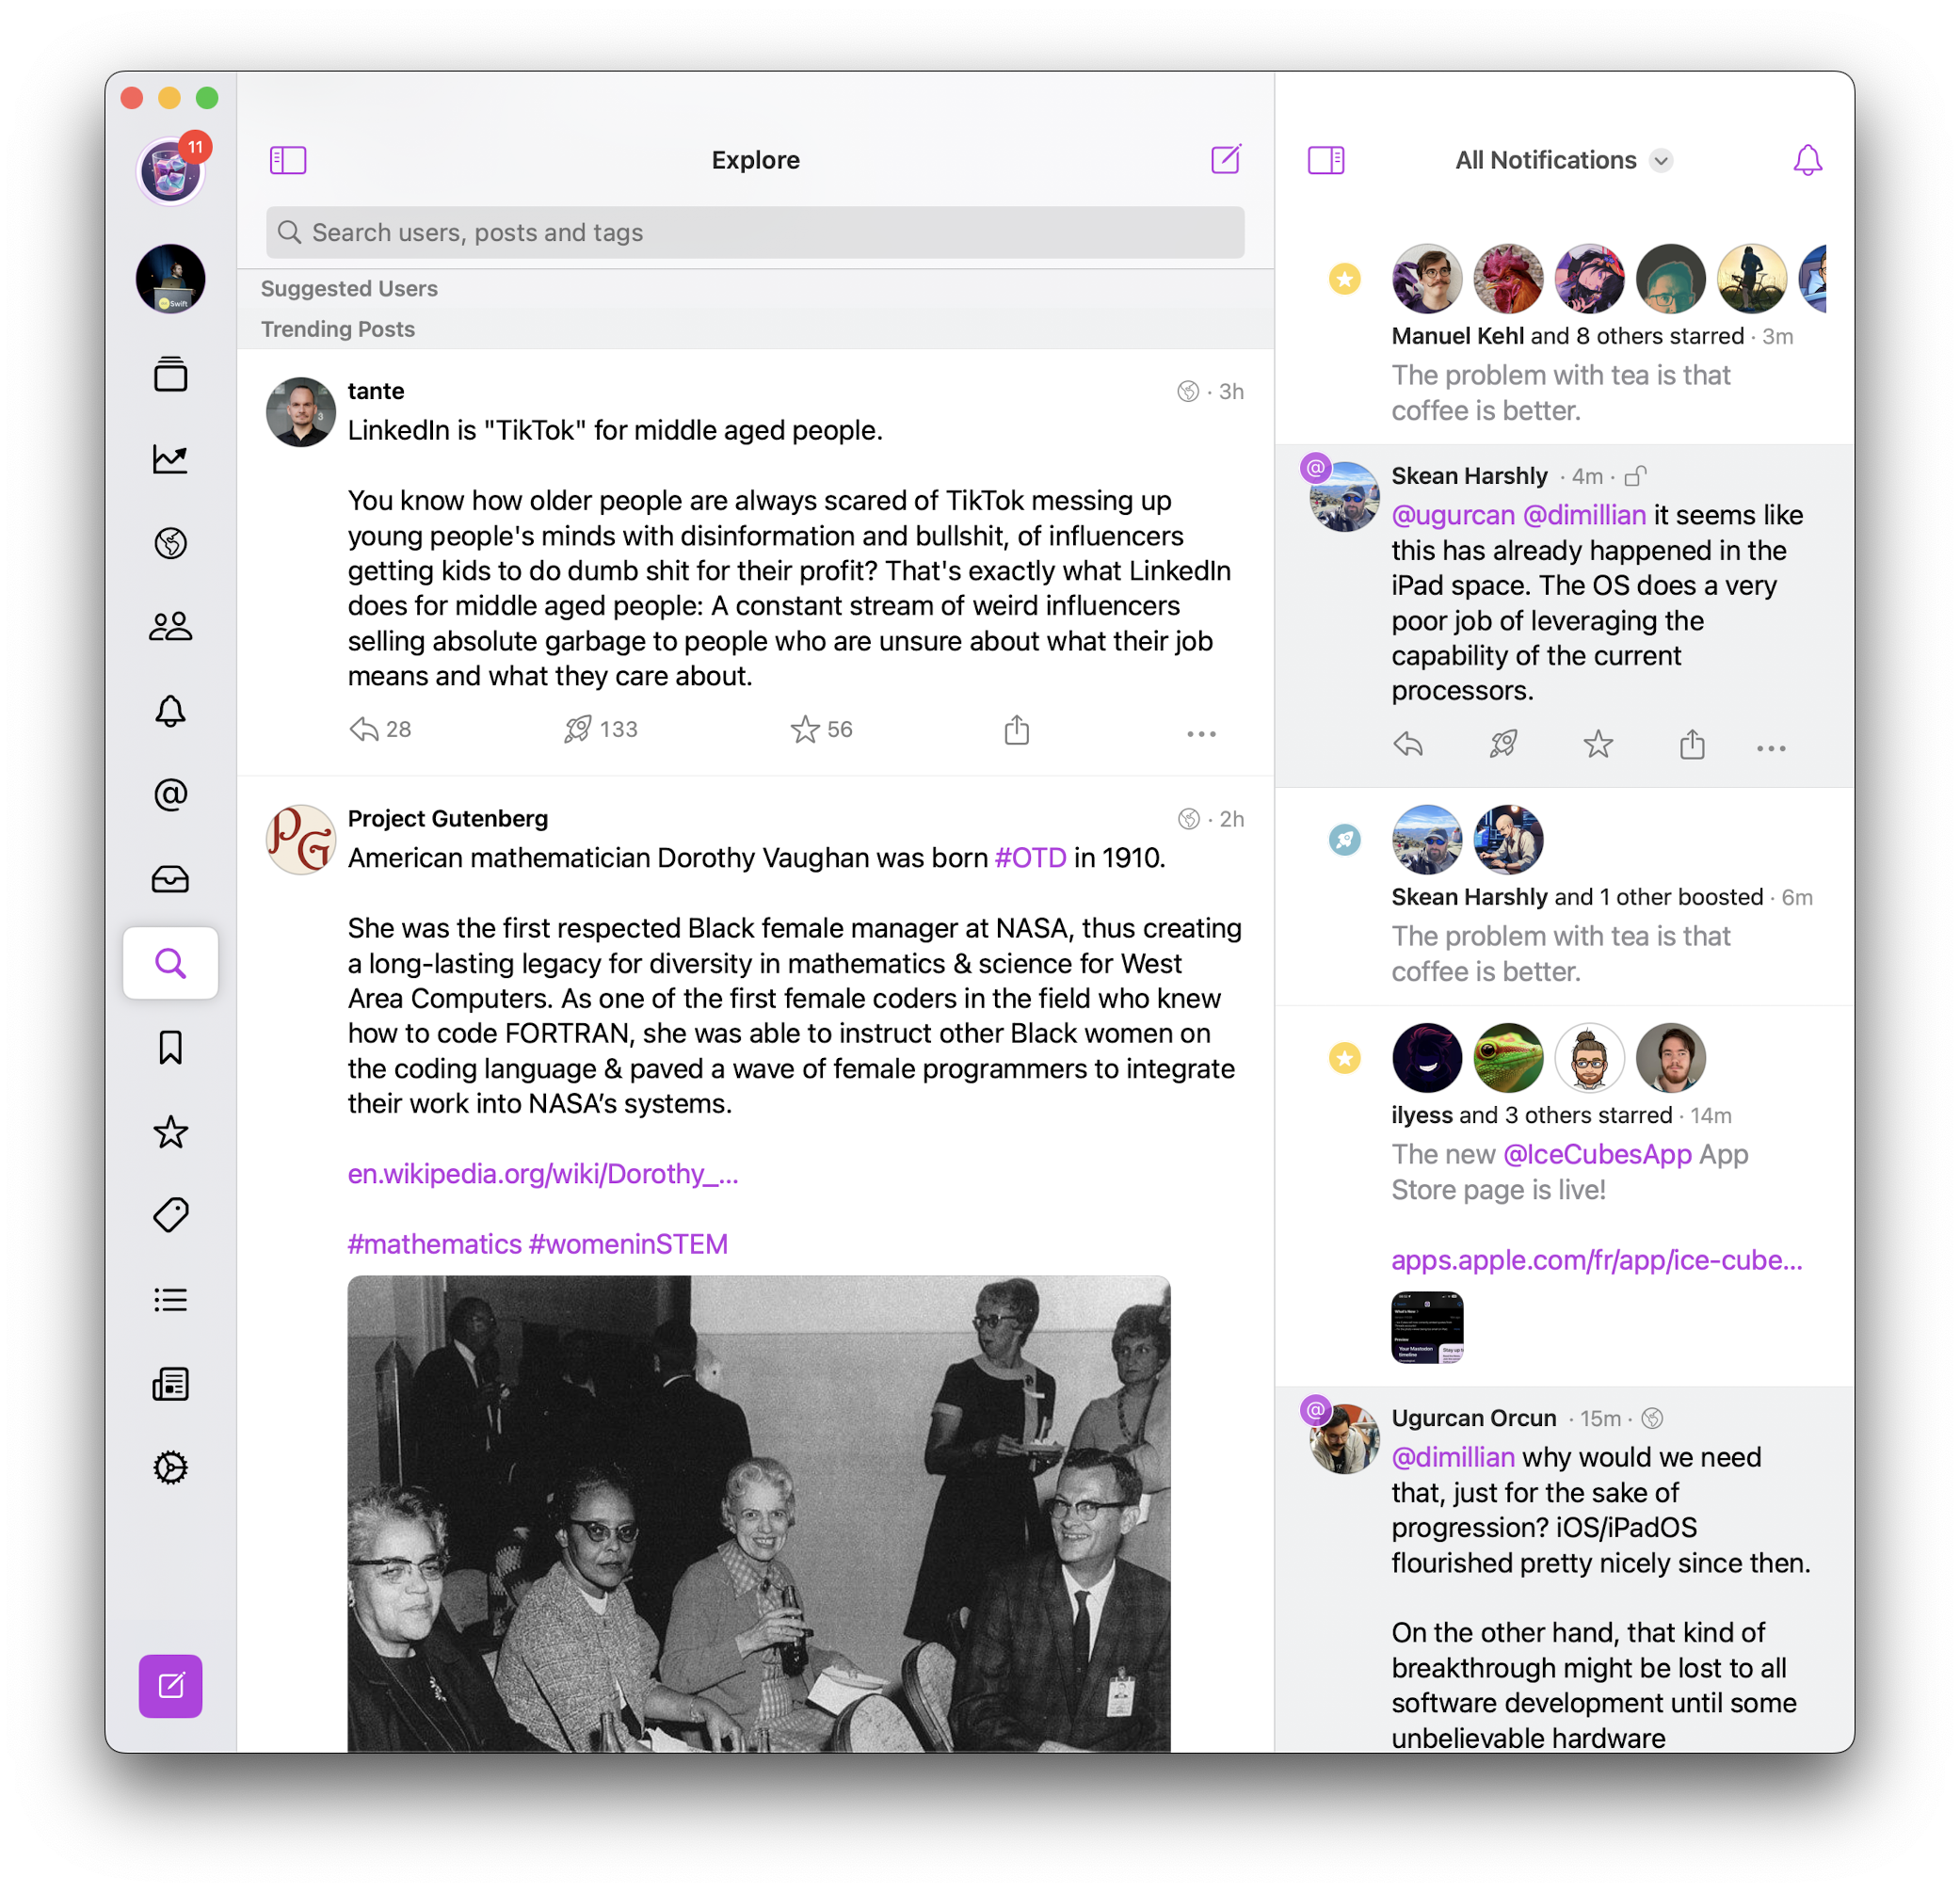 11
Swift
Explore
Search users, posts and tags
Suggested Users
Trending Posts
tante
· 3h
LinkedIn is "TikTok" for middle aged people.
You know how older people are always scared of TikTok messing up
young people's minds with disinformation and bullshit, of influencers
getting kids to do dumb shit for their profit? That's exactly what LinkedIn
does for middle aged people: A constant stream of weird influencers
selling absolute garbage to people who are unsure about what their job
means and what they care about.
28
133
56
Project Gutenberg
· 2h
PG
American mathematician Dorothy Vaughan was born #OTD in 1910.
She was the first respected Black female manager at NASA, thus creating
a long-lasting legacy for diversity in mathematics & science for West
Area Computers. As one of the first female coders in the field who knew
how to code FORTRAN, she was able to instruct other Black women on
the coding language & paved a wave of female programmers to integrate
their work into NASA’s systems.
en.wikipedia.org/wiki/Dorothy_...
#mathematics #womeninSTEM
All Notifications
Manuel Kehl and 8 others starred · 3m
The problem with tea is that
coffee is better.
@
Skean Harshly · 4m ·
@ugurcan @dimillian it seems like
this has already happened in the
iPad space. The OS does a very
poor job of leveraging the
capability of the current
processors.
Skean Harshly and 1 other boosted · 6m
The problem with tea is that
coffee is better.
ilyess and 3 others starred · 14m
The new @IceCubesApp App
Store page is live!
apps.apple.com/fr/app/ice-cube...
What's New
Preview
Your Mastodon
timeline
Stay up t
@
Ugurcan Orcun · 15m ·
@dimillian why would we need
that, just for the sake of
progression? iOS/iPadOS
flourished pretty nicely since then.
On the other hand, that kind of
breakthrough might be lost to all
software development until some
unbelievable hardware